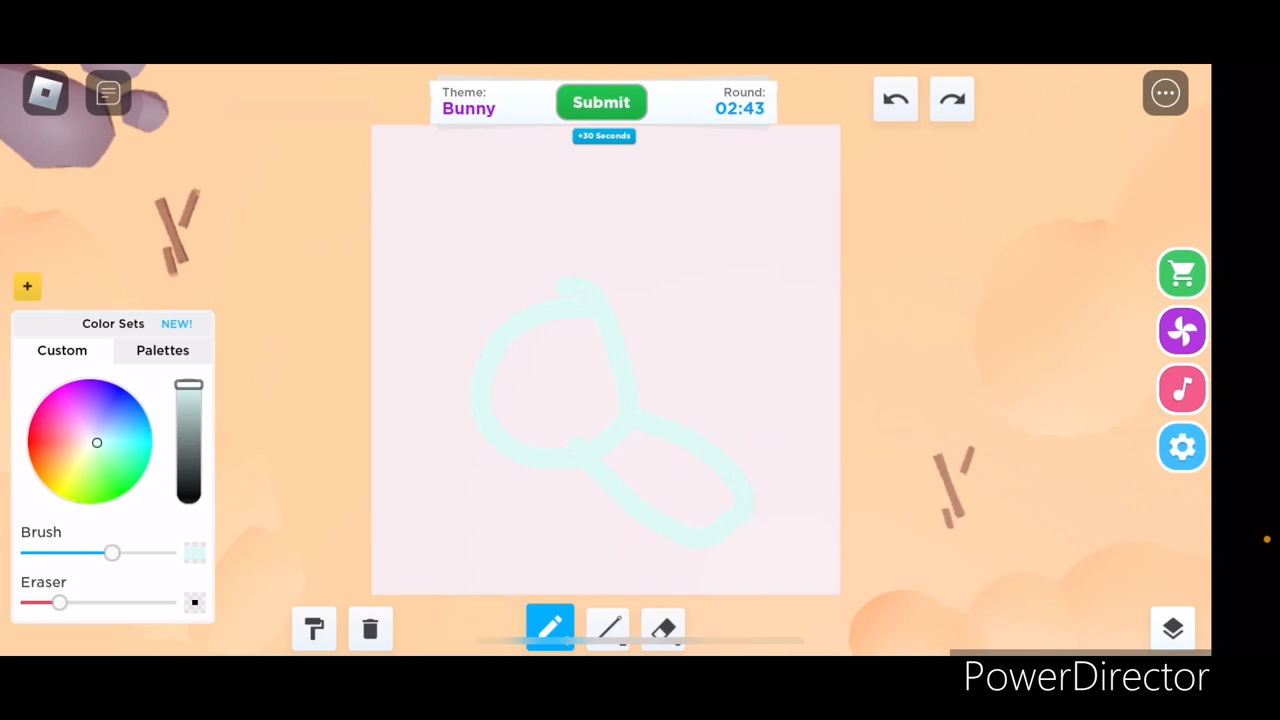 Theme:
Bunny
Submit
Round:
02:43
+30 Seconds
+
Color Sets NEW!
Custom Palettes
Brush
Eraser
PowerDirector